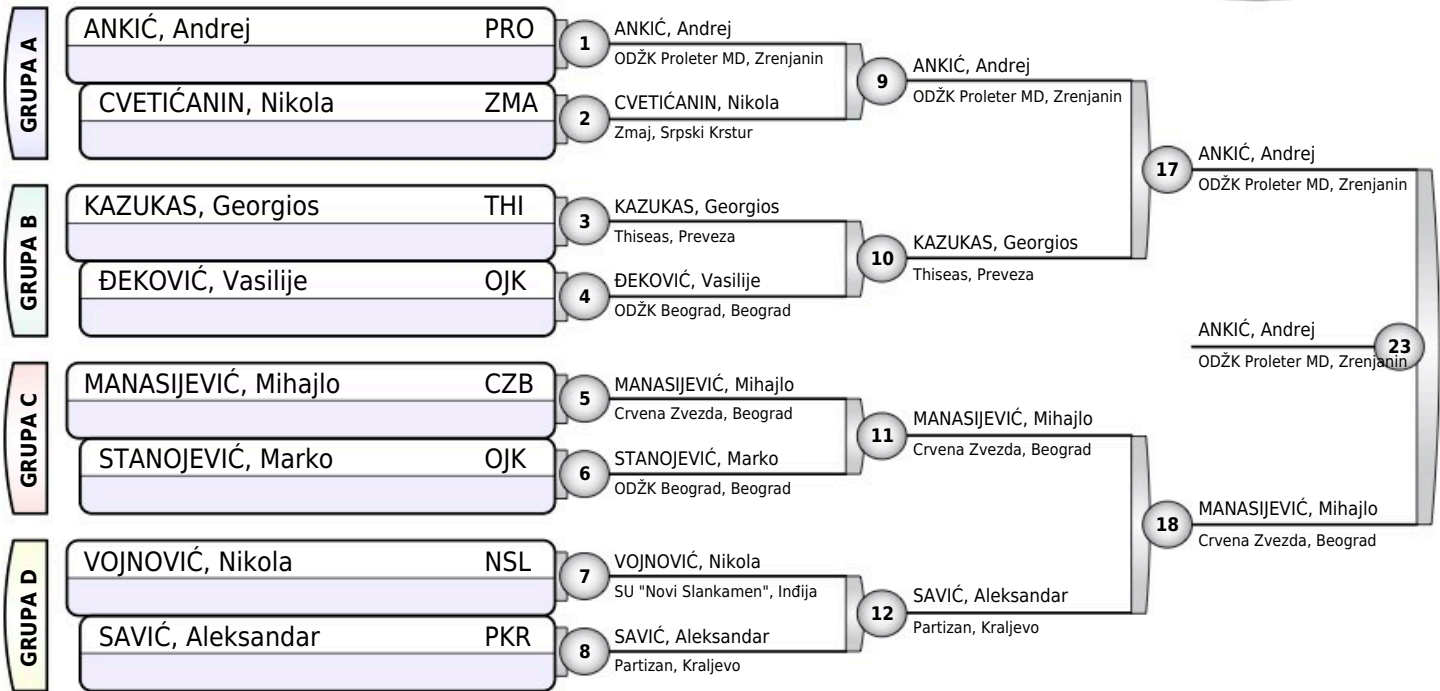 GRUPA A
ANKIĆ, Andrej PRO
CVETIĆANIN, Nikola ZMA
1
ANKIĆ, Andrej
ODŽK Proleter MD, Zrenjanin
2
CVETIĆANIN, Nikola
Zmaj, Srpski Krstur
9
ANKIĆ, Andrej
ODŽK Proleter MD, Zrenjanin
GRUPA B
KAZUKAS, Georgios THI
ĐEKOVIĆ, Vasilije OJK
3
KAZUKAS, Georgios
Thiseas, Preveza
4
ĐEKOVIĆ, Vasilije
ODŽK Beograd, Beograd
10
KAZUKAS, Georgios
Thiseas, Preveza
17
ANKIĆ, Andrej
ODŽK Proleter MD, Zrenjanin
GRUPA C
MANASIJEVIĆ, Mihajlo CZB
STANOJEVIĆ, Marko OJK
5
MANASIJEVIĆ, Mihajlo
Crvena Zvezda, Beograd
6
STANOJEVIĆ, Marko
ODŽK Beograd, Beograd
11
MANASIJEVIĆ, Mihajlo
Crvena Zvezda, Beograd
GRUPA D
VOJNOVIĆ, Nikola NSL
SAVIĆ, Aleksandar PKR
7
VOJNOVIĆ, Nikola
SU "Novi Slankamen", Inđija
8
SAVIĆ, Aleksandar
Partizan, Kraljevo
12
SAVIĆ, Aleksandar
Partizan, Kraljevo
18
MANASIJEVIĆ, Mihajlo
Crvena Zvezda, Beograd
23
ANKIĆ, Andrej
ODŽK Proleter MD, Zrenjanin